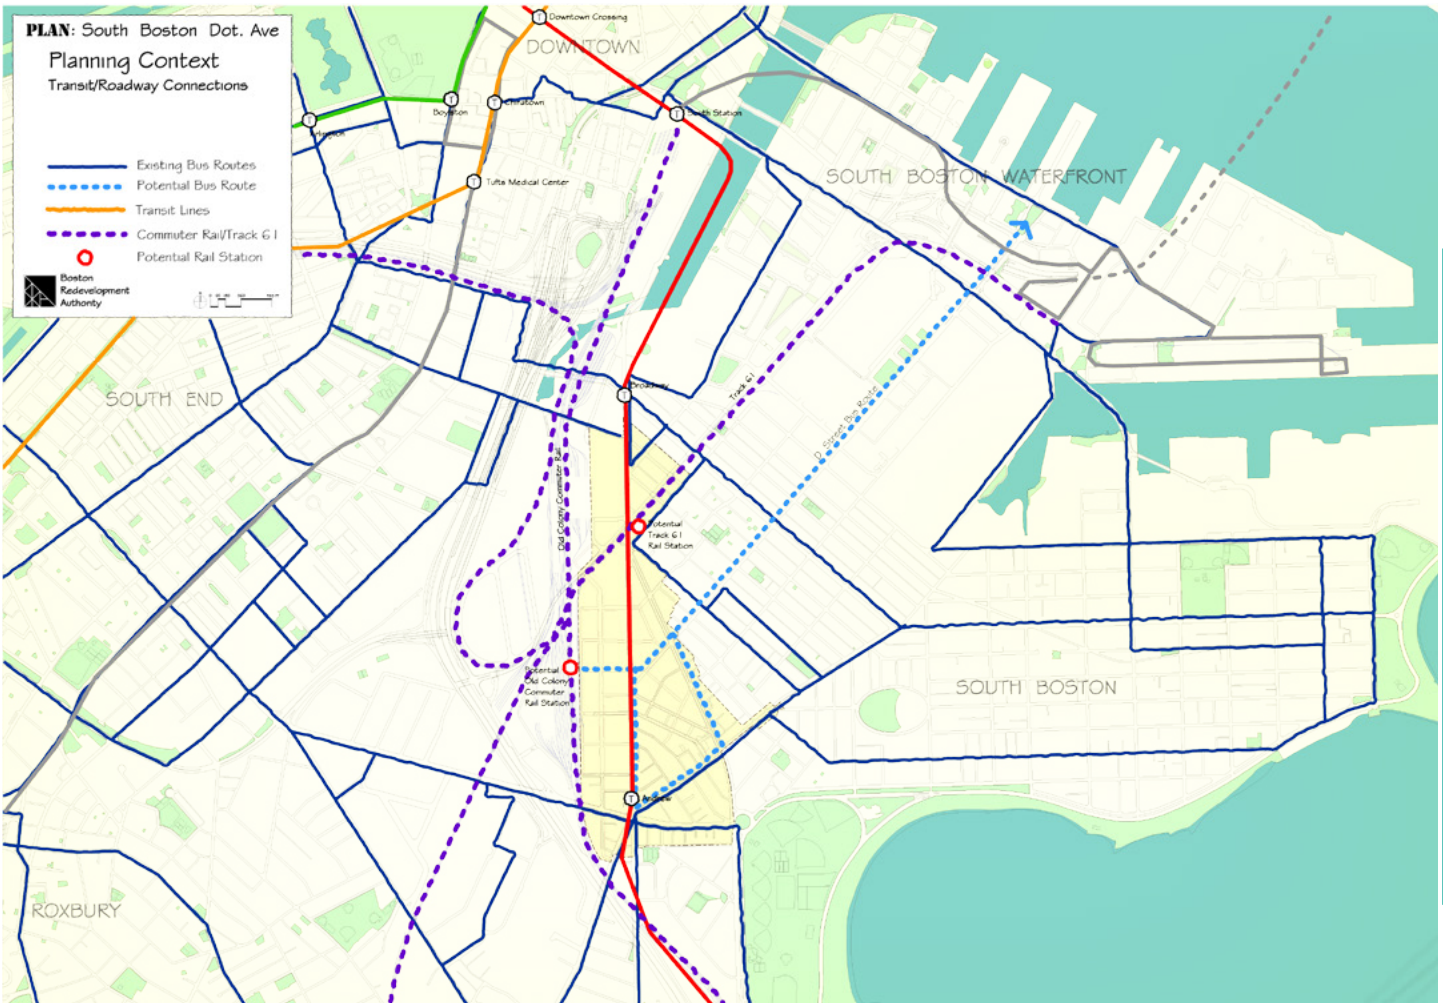 PLAN: South Boston Dot. Ave
Planning Context
Transit/Roadway Connections
Existing Bus Routes
Potential Bus Route
Transit Lines
Commuter Rail/Track 61
Potential Rail Station
Boston
Redevelopment
Authority
Downtown Crossing
DOWNTOWN
Boylston
Chinatown
South Station
Arlington
Tufts Medical Center
SOUTH BOSTON WATERFRONT
SOUTH END
Broadway
Track 61
D Street Bus Route
Old Colony Commuter Rail
Potential
Track 61
Rail Station
Potential
Old Colony
Commuter
Rail Station
SOUTH BOSTON
Andrew
ROXBURY
T
T
T
T
T
T
T
T